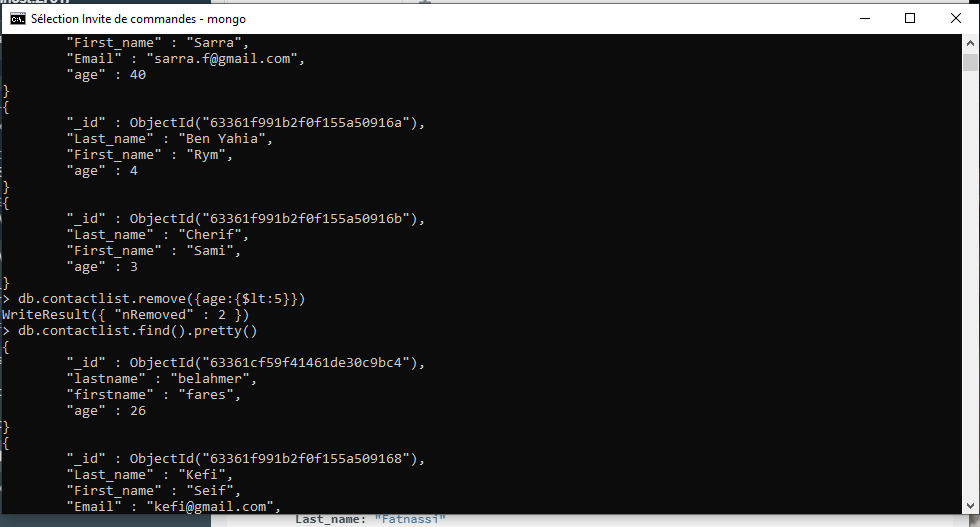 Sélection Invite de commandes - mongo
"First_name" : "Sarra",
"Email" : "sarra.f@gmail.com",
"age" : 40
}
{
"_id" : ObjectId("63361f991b2f0f155a50916a"),
"Last_name" : "Ben Yahia",
"First_name" : "Rym",
"age" : 4
}
{
"_id" : ObjectId("63361f991b2f0f155a50916b"),
"Last_name" : "Cherif",
"First_name" : "Sami",
"age" : 3
}
> db.contactlist.remove({age:{$lt:5}})
WriteResult({ "nRemoved" : 2 })
> db.contactlist.find().pretty()
{
"_id" : ObjectId("63361cf59f41461de30c9bc4"),
"lastname" : "belahmer",
"firstname" : "fares",
"age" : 26
}
{
"_id" : ObjectId("63361f991b2f0f155a509168"),
"Last_name" : "Kefi",
"First_name" : "Seif",
"Email" : "kefi@gmail.com",
Last_name: "Fatnassi"